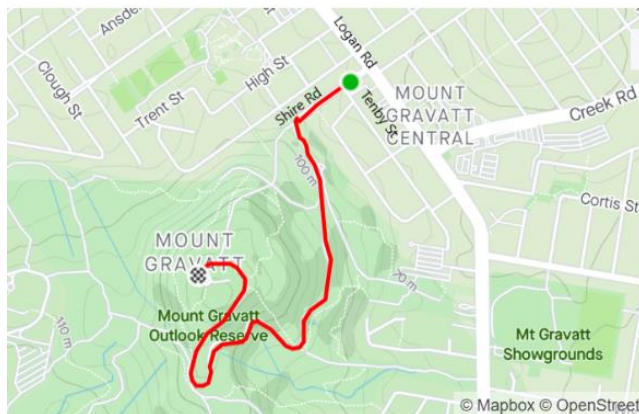 Ansde
Clough St
Trent St
High St
Logan Rd
Shire Rd
Tenby St
MOUNT
GRAVATT
CENTRAL
Creek Rd
100 m
Cortis St
MOUNT
GRAVATT
70 m
Mount Gravatt
Outlook Reserve
110 m
Mt Gravatt
Showgrounds
© Mapbox © OpenStreet